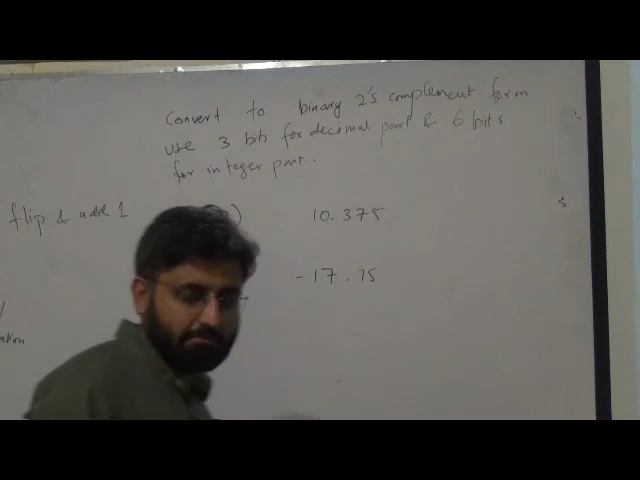 Convert to binary 2's complement form
use 3 bits for decimal part & 6 bits
for integer part.
flip & add 1
10.375
-17.75